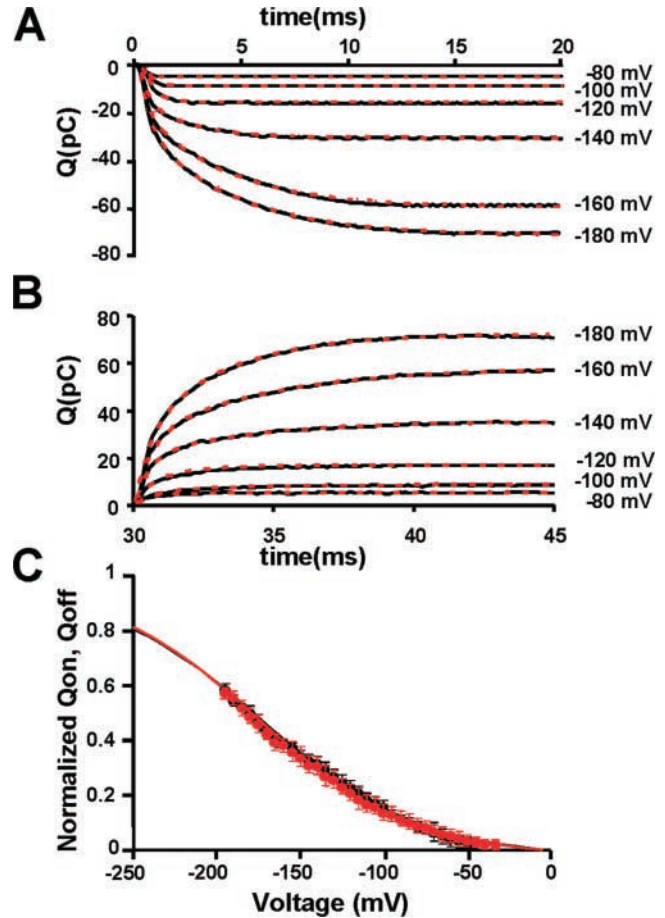 A
time(ms)
0 5 10 15 20
Q(pC)
0
-20
-40
-60
-80
-80 mV
-100 mV
-120 mV
-140 mV
-160 mV
-180 mV
B
Q(pC)
80
60
40
20
0
-180 mV
-160 mV
-140 mV
-120 mV
-100 mV
-80 mV
30 35 40 45
time(ms)
C
Normalized Qon, Qoff
1
0.8
0.6
0.4
0.2
0
-250 -200 -150 -100 -50 0
Voltage (mV)